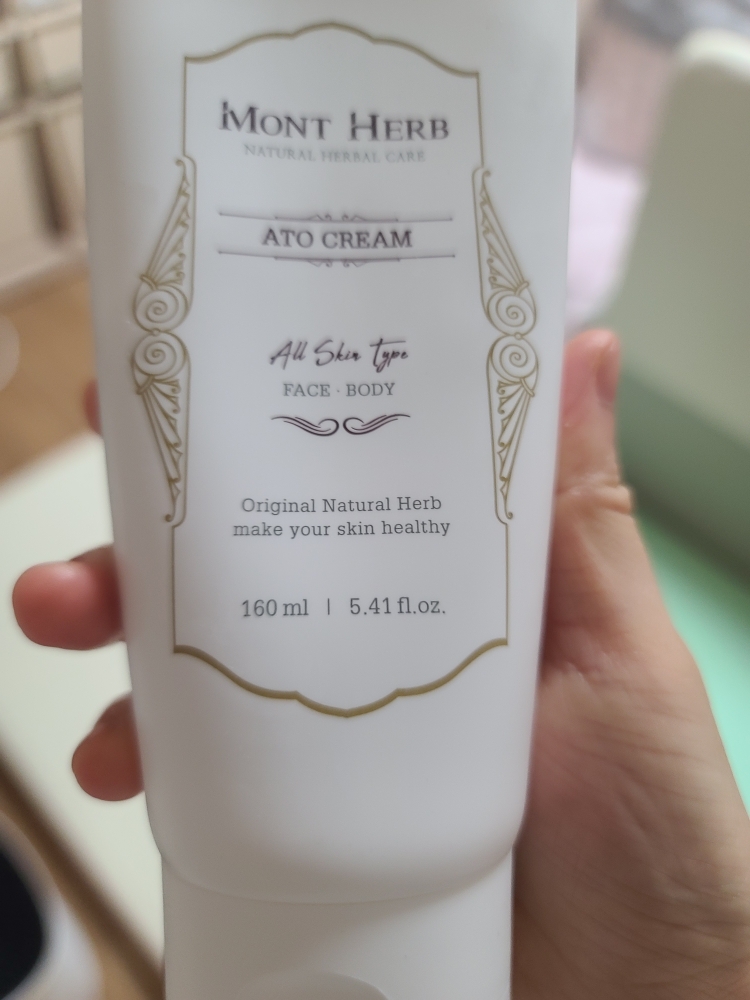 MONT HERB
NATURAL HERBAL CARE
ATO CREAM
All Skin Type
FACE · BODY
Original Natural Herb
make your skin healthy
160 ml | 5.41 fl.oz.